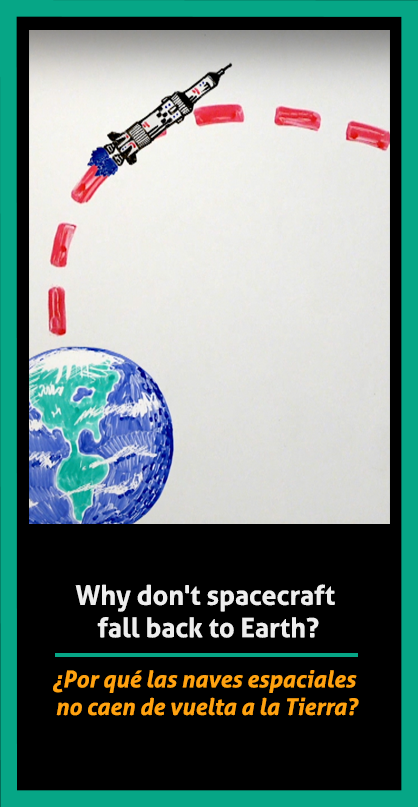 Why don't spacecraft
fall back to Earth?
¿Por qué las naves espaciales
no caen de vuelta a la Tierra?